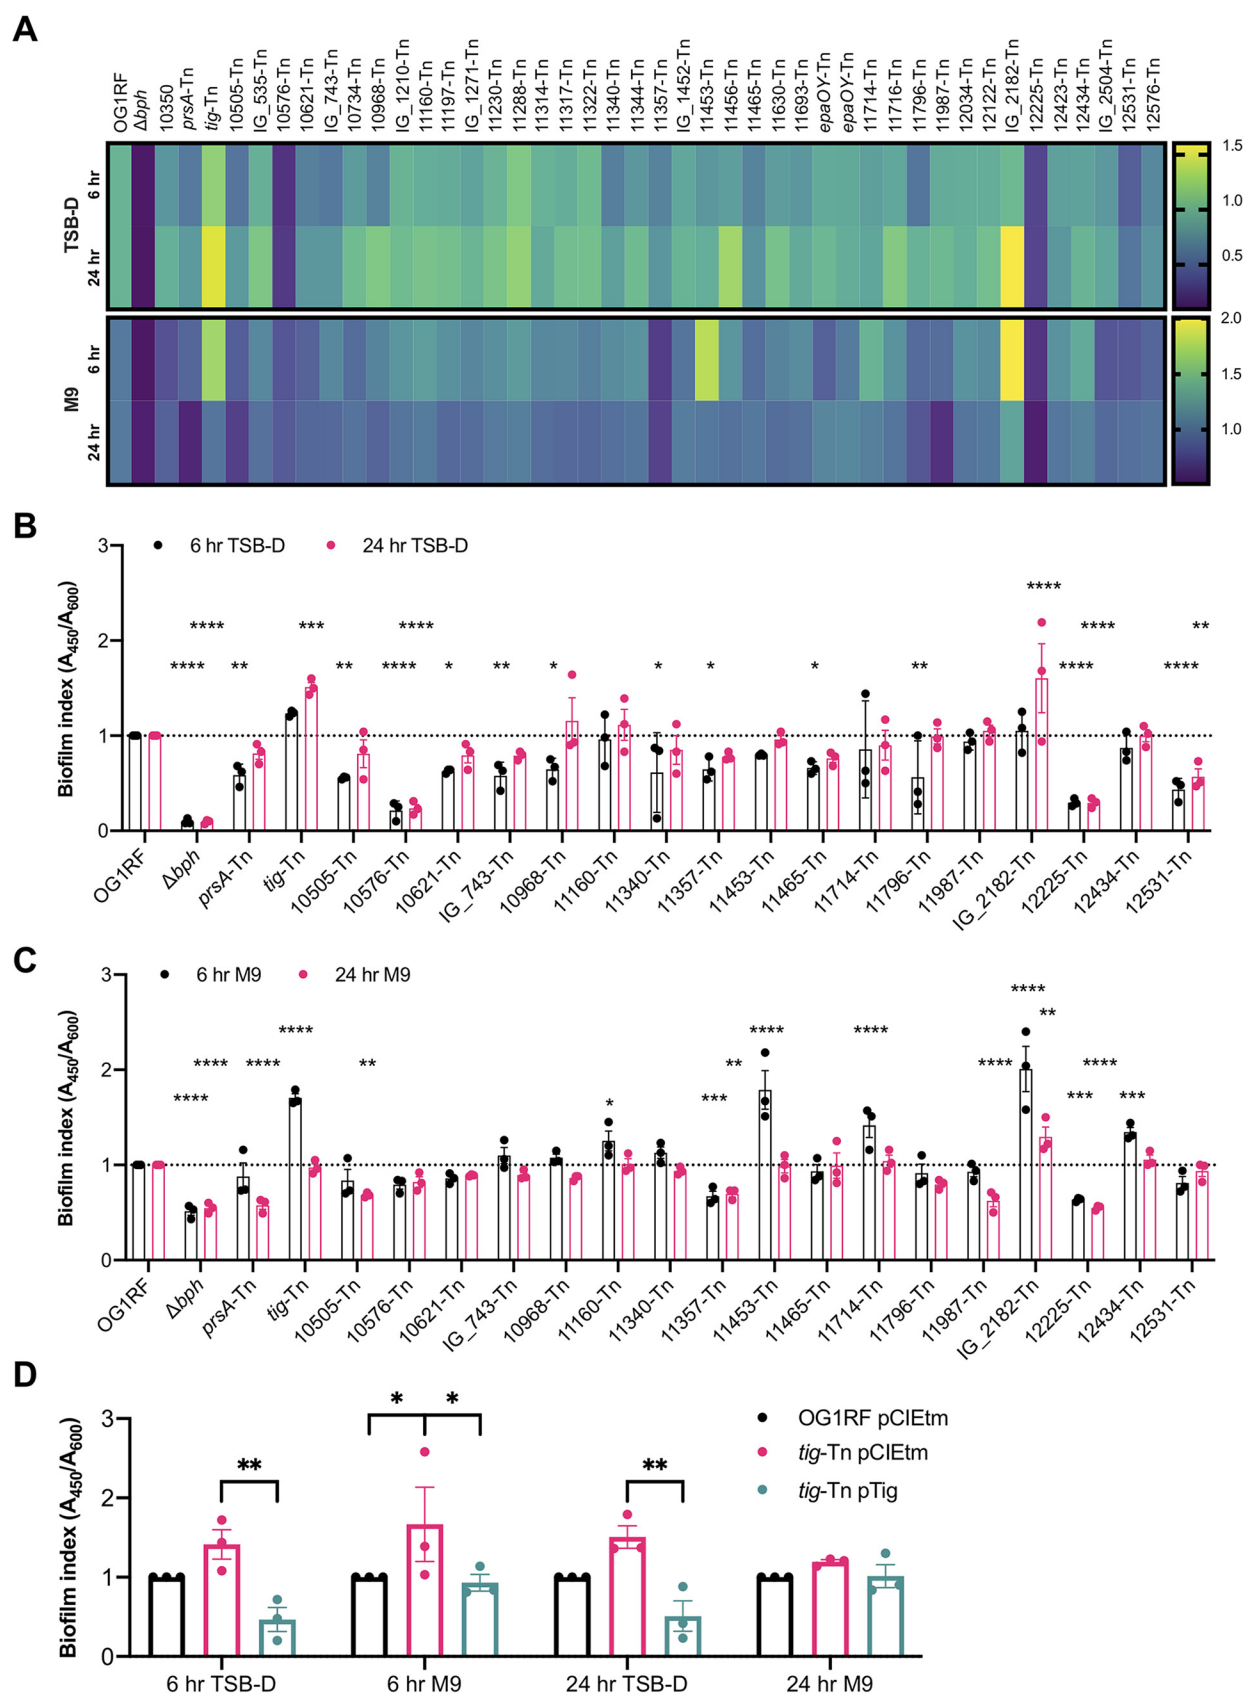 A
OG1RF
Δbph
10350
prsA-Tn
tig-Tn
10505-Tn
IG_535-Tn
10576-Tn
10621-Tn
IG_743-Tn
10734-Tn
10968-Tn
IG_1210-Tn
11160-Tn
11197-Tn
IG_1271-Tn
11230-Tn
11288-Tn
11314-Tn
11317-Tn
11322-Tn
11340-Tn
11344-Tn
11357-Tn
IG_1452-Tn
11453-Tn
11456-Tn
11465-Tn
11630-Tn
11693-Tn
epaOY-Tn
epaOY-Tn
11714-Tn
11716-Tn
11796-Tn
11987-Tn
12034-Tn
12122-Tn
IG_2182-Tn
12225-Tn
12423-Tn
12434-Tn
IG_2504-Tn
12531-Tn
12576-Tn
TSB-D
6 hr
24 hr
1.5
1.0
0.5
M9
6 hr
24 hr
2.0
1.5
1.0
B
6 hr TSB-D
24 hr TSB-D
Biofilm index (A450/A600)
3
2
1
0
**** **** ** *** ** **** **** * ** * * * * ** **** **** **** **** **
OG1RF
Δbph
prsA-Tn
tig-Tn
10505-Tn
10576-Tn
10621-Tn
IG_743-Tn
10968-Tn
11160-Tn
11340-Tn
11357-Tn
11453-Tn
11465-Tn
11714-Tn
11796-Tn
11987-Tn
IG_2182-Tn
12225-Tn
12434-Tn
12531-Tn
C
6 hr M9
24 hr M9
Biofilm index (A450/A600)
3
2
1
0
**** **** **** **** ** * *** ** **** **** **** **** ** *** **** ***
OG1RF
Δbph
prsA-Tn
tig-Tn
10505-Tn
10576-Tn
10621-Tn
IG_743-Tn
10968-Tn
11160-Tn
11340-Tn
11357-Tn
11453-Tn
11465-Tn
11714-Tn
11796-Tn
11987-Tn
IG_2182-Tn
12225-Tn
12434-Tn
12531-Tn
D
Biofilm index (A450/A600)
3
2
1
0
** * * **
OG1RF pCIEtm
tig-Tn pCIEtm
tig-Tn pTig
6 hr TSB-D
6 hr M9
24 hr TSB-D
24 hr M9